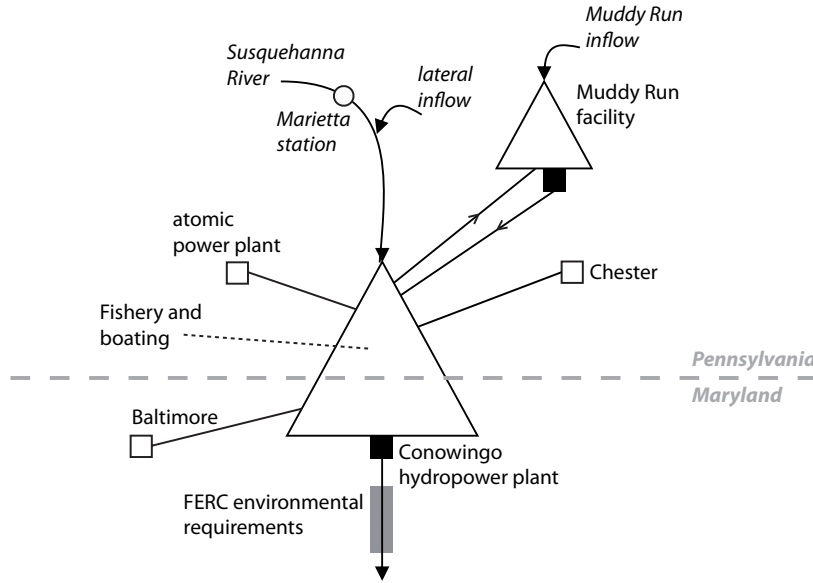 Muddy Run
inflow
Susquehanna
River
lateral
inflow
Marietta
station
Muddy Run
facility
atomic
power plant
Chester
Fishery and
boating
Pennsylvania
Maryland
Baltimore
Conowingo
hydropower plant
FERC environmental
requirements